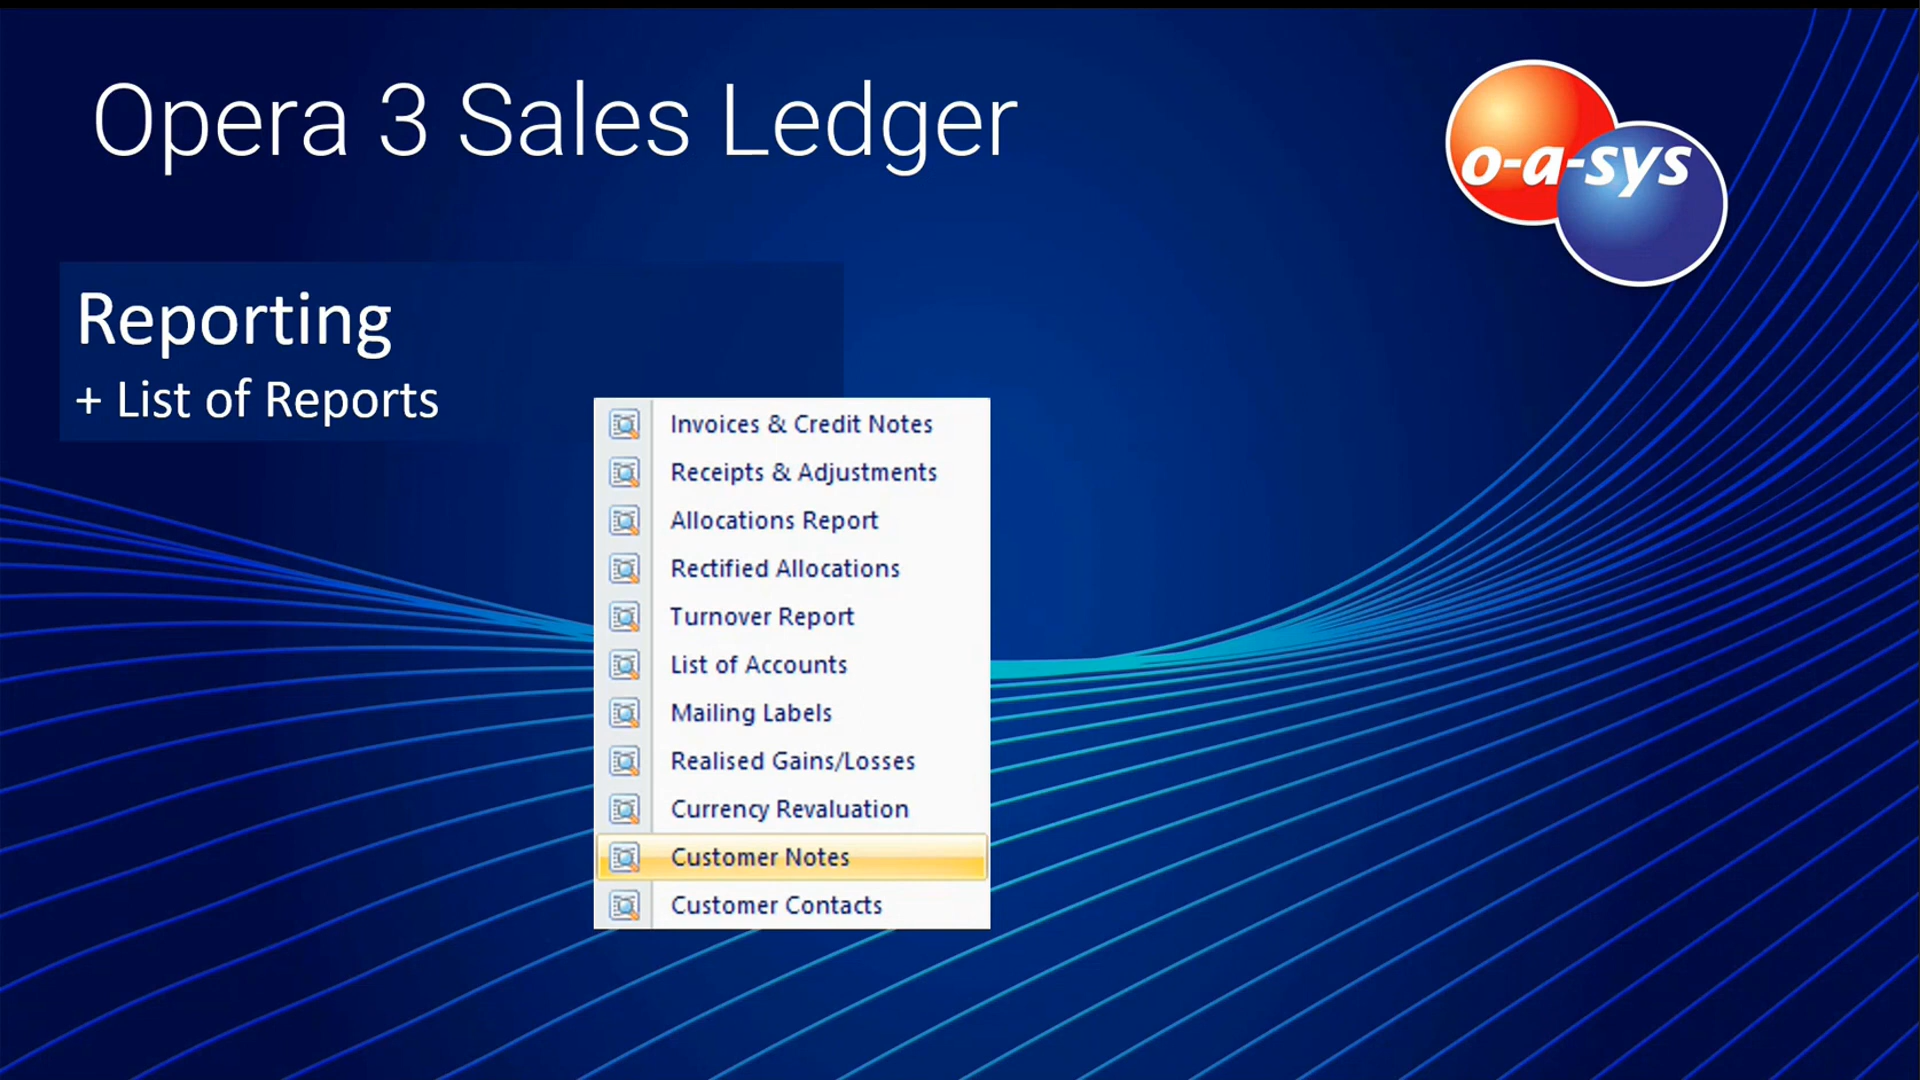 Opera 3 Sales Ledger
o-a-sys
Reporting
+ List of Reports
Invoices & Credit Notes
Receipts & Adjustments
Allocations Report
Rectified Allocations
Turnover Report
List of Accounts
Mailing Labels
Realised Gains/Losses
Currency Revaluation
Customer Notes
Customer Contacts